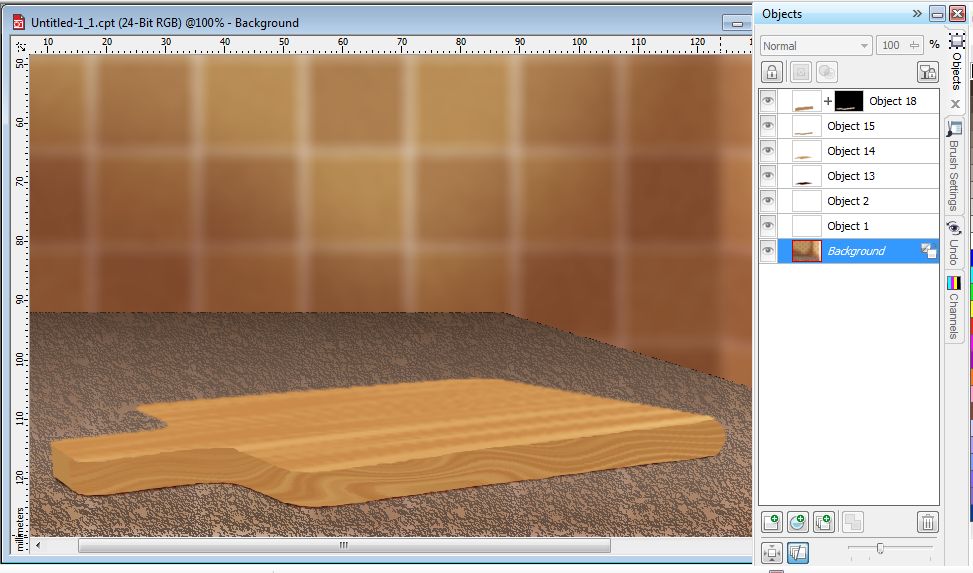 Untitled-1_1.cpt (24-Bit RGB) @100% - Background
Objects
10 20 30 40 50 60 70 80 90 100 110 120
50
60
70
80
90
100
110
120
millimeters
Normal
100 %
Object 18
Object 15
Object 14
Object 13
Object 2
Object 1
Background
Objects
Brush Settings
Undo
Channels